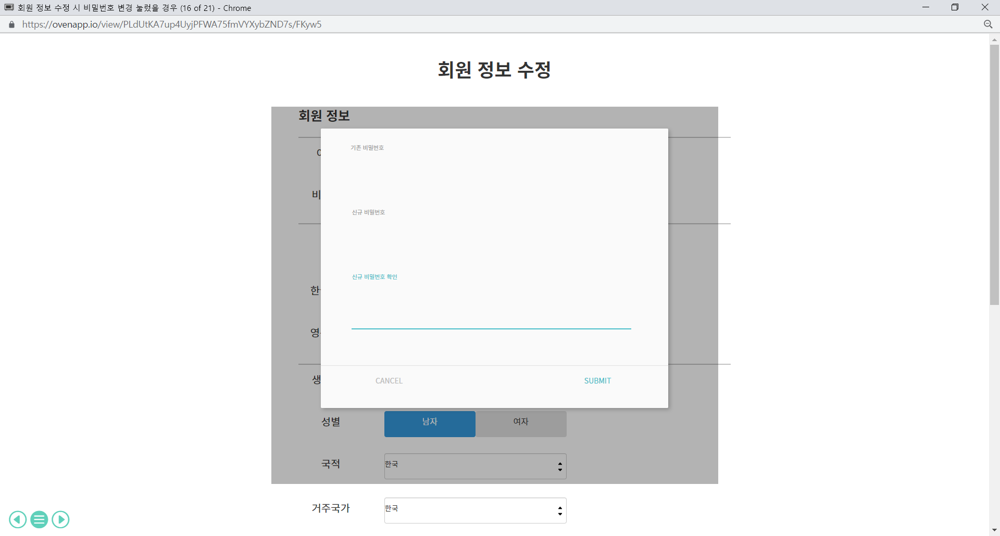 회원 정보 수정 시 비밀번호 변경 눌렀을 경우 (16 of 21) - Chrome
https://ovenapp.io/view/PLdUtKA7up4UyjPFWA75fmVYXybZND7s/FKyw5
회원 정보 수정
회원 정보
기존 비밀번호
비
신규 비밀번호
신규 비밀번호 확인
한
영
생
CANCEL
SUBMIT
성별
남자
여자
국적
한국
거주국가
한국